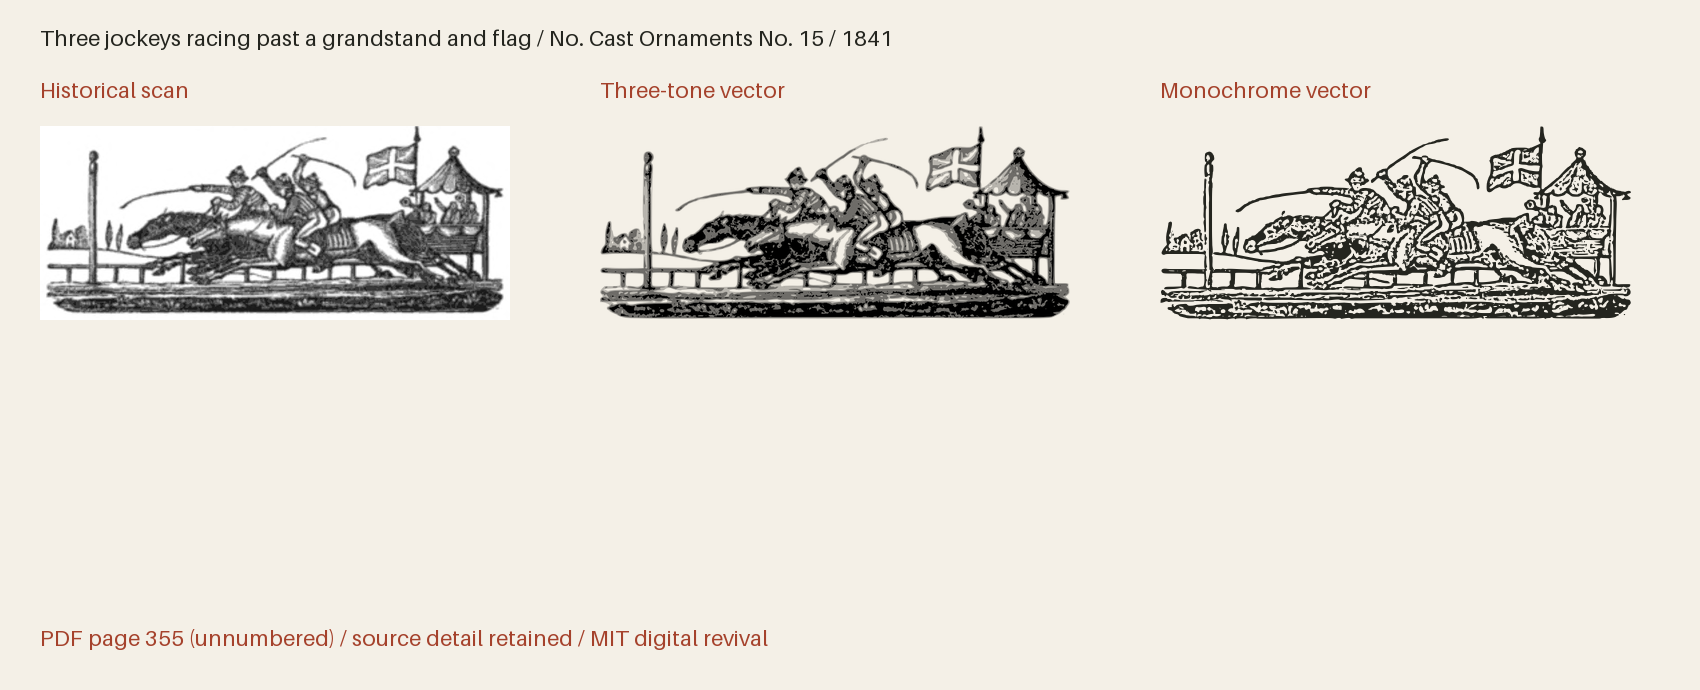 Three jockeys racing past a grandstand and flag / No. Cast Ornaments No. 15 / 1841
Historical scan
Three-tone vector
Monochrome vector
PDF page 355 (unnumbered) / source detail retained / MIT digital revival